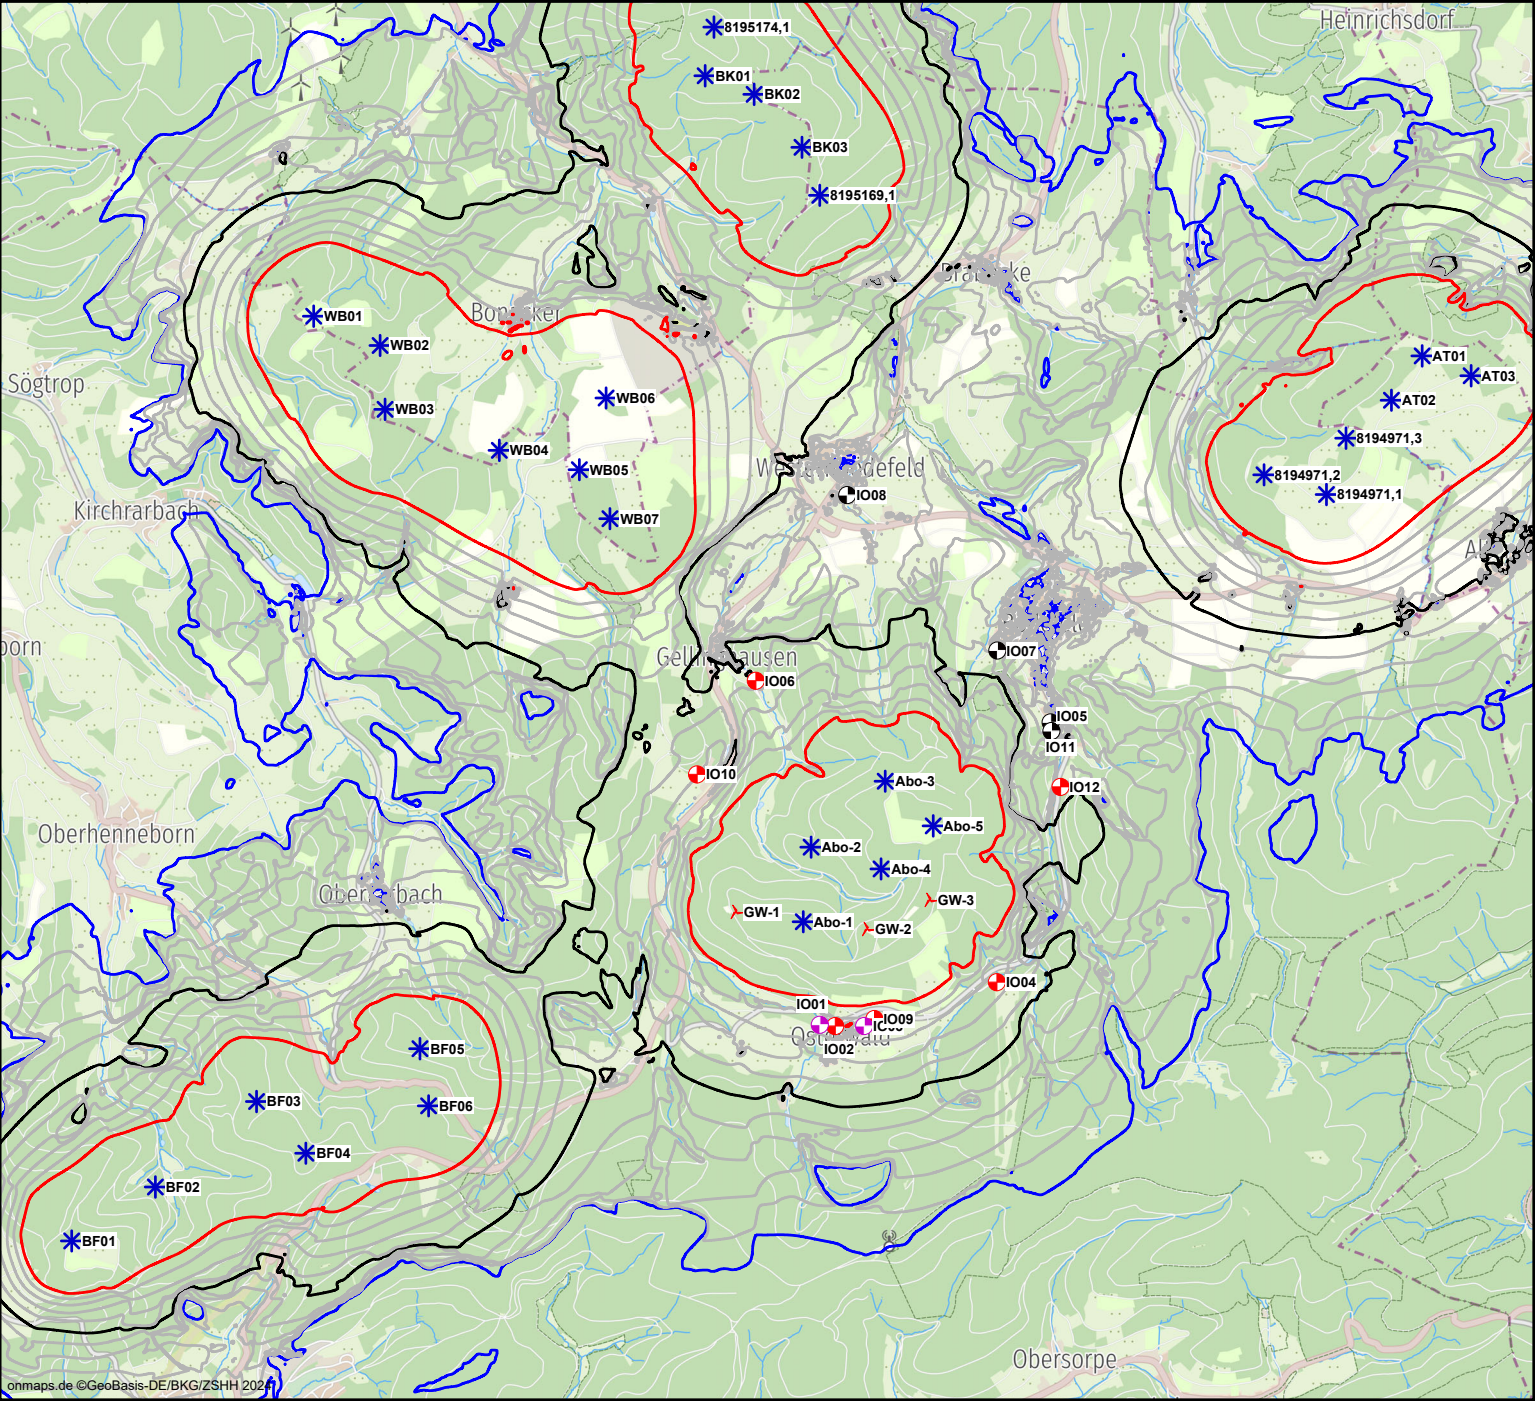 Heinrichsdorf
8195174,1
BK01
BK02
BK03
8195169,1
WB01
WB02
Sögtrop
AT01
AT03
WB06
AT02
WB03
8194971,3
WB04
WB05
8194971,2
8194971,1
IO08
Kirchrarbach
WB07
IO07
IO06
IO05
IO11
IO10
Abo-3
IO12
Abo-5
Oberhenneborn
Abo-2
Abo-4
GW-3
GW-1
Abo-1
GW-2
IO04
IO01
IO09
IO02
BF05
BF03
BF06
BF04
BF02
BF01
Obersorpe
onmaps.de ©GeoBasis-DE/BKG/ZSHH 2024